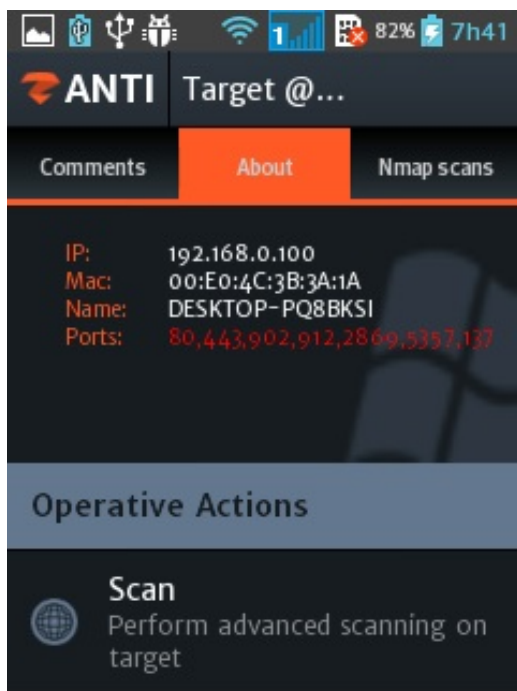 1 82% 7h41
ANTI Target @...
Comments About Nmap scans
IP: 192.168.0.100
Mac: 00:E0:4C:3B:3A:1A
Name: DESKTOP-PQ8BKSI
Ports: 80,443,902,912,2869,5357,137
Operative Actions
Scan
Perform advanced scanning on
target